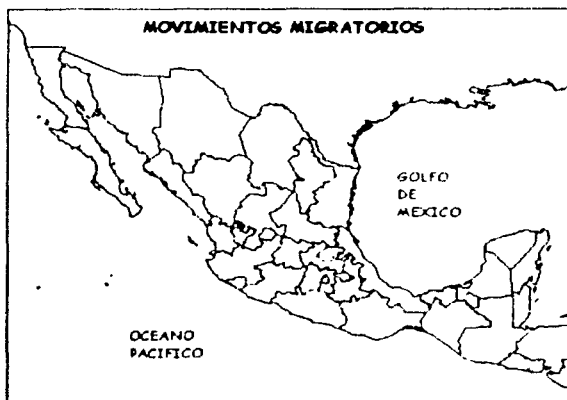 MOVIMIENTOS MIGRATORIOS
GOLFO
DE
MEXICO
OCEANO
PACIFICO